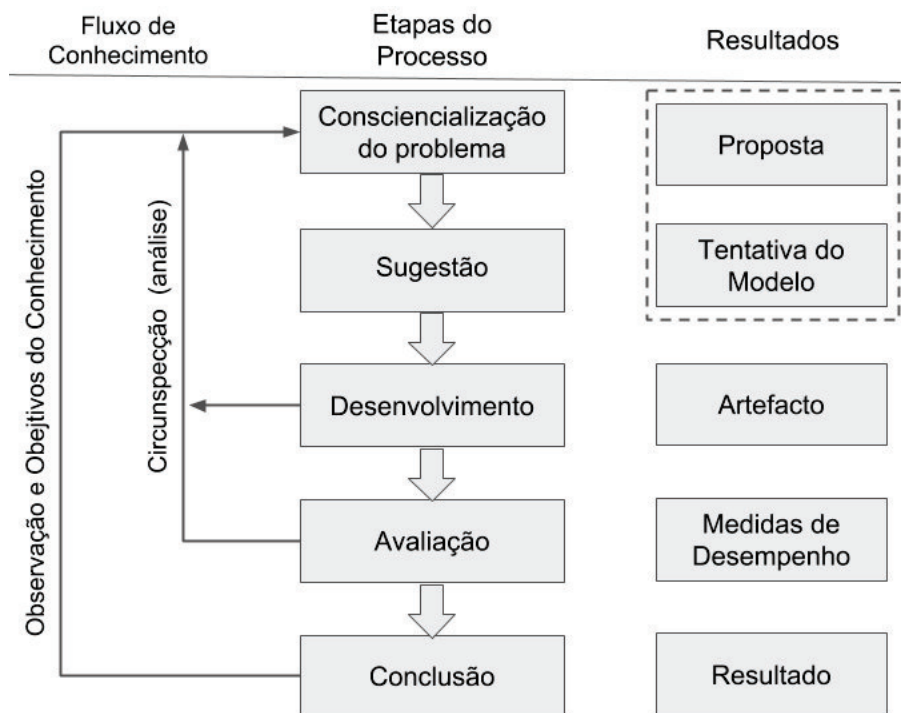 Fluxo de
Conhecimento
Etapas do
Processo
Resultados
Consciencialização
do problema
Proposta
Sugestão
Tentativa do
Modelo
Desenvolvimento
Artefacto
Avaliação
Medidas de
Desempenho
Conclusão
Resultado
Circunspecção (análise)
Observação e Obejtivos do Conhecimento